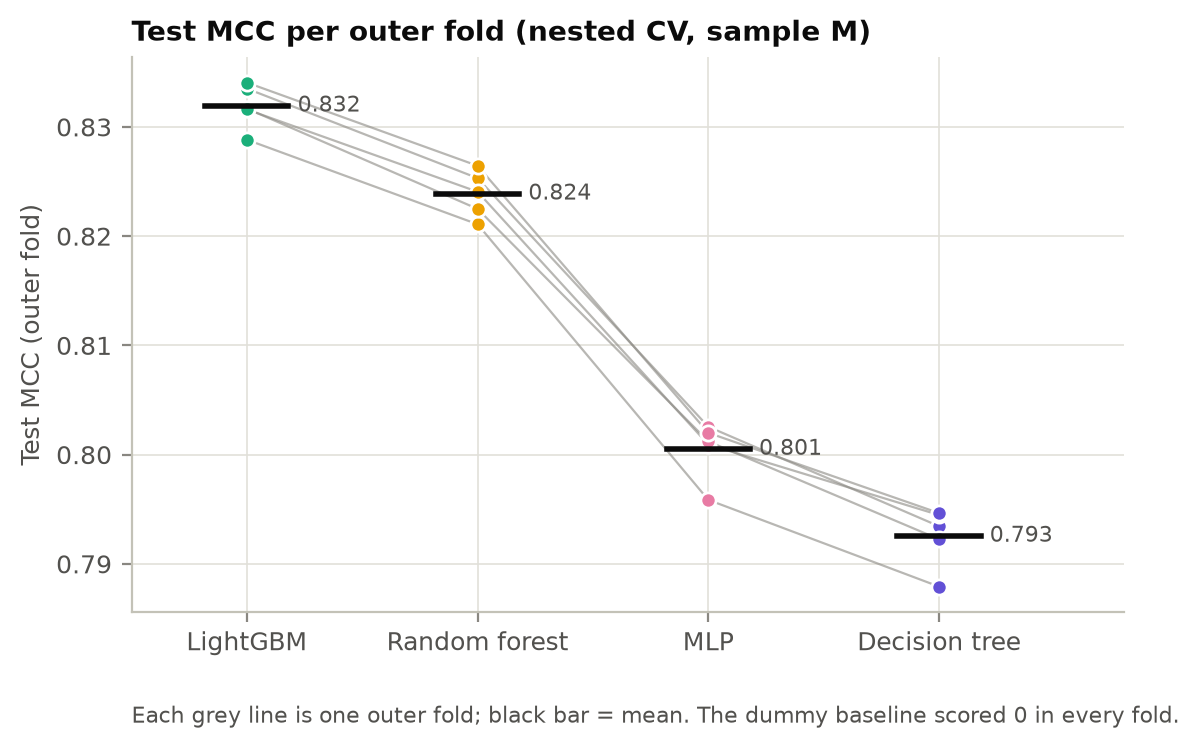 Test MCC per outer fold (nested CV, sample M)
Test MCC (outer fold)
0.83
0.82
0.81
0.80
0.79
0.832
0.824
0.801
0.793
LightGBM
Random forest
MLP
Decision tree
Each grey line is one outer fold; black bar = mean. The dummy baseline scored 0 in every fold.